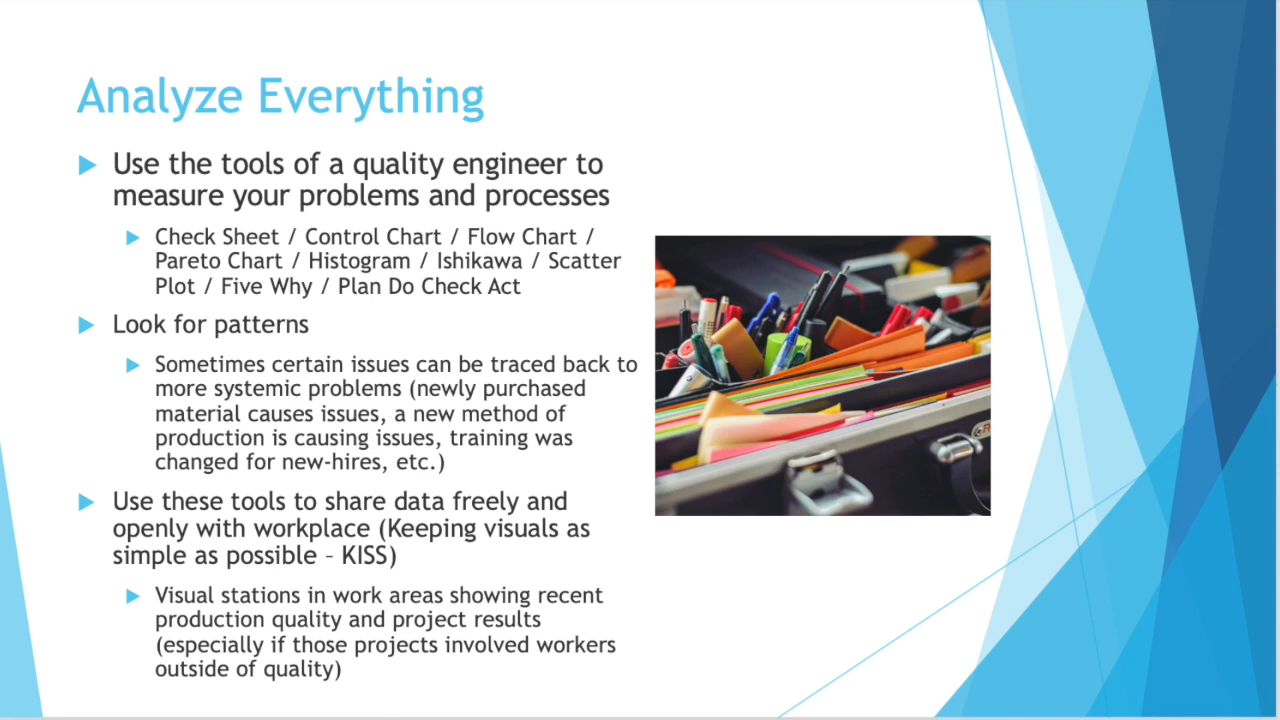 Analyze Everything
Use the tools of a quality engineer to
measure your problems and processes
Check Sheet / Control Chart / Flow Chart /
Pareto Chart / Histogram / Ishikawa / Scatter
Plot / Five Why / Plan Do Check Act
Look for patterns
Sometimes certain issues can be traced back to
more systemic problems (newly purchased
material causes issues, a new method of
production is causing issues, training was
changed for new-hires, etc.)
Use these tools to share data freely and
openly with workplace (Keeping visuals as
simple as possible – KISS)
Visual stations in work areas showing recent
production quality and project results
(especially if those projects involved workers
outside of quality)